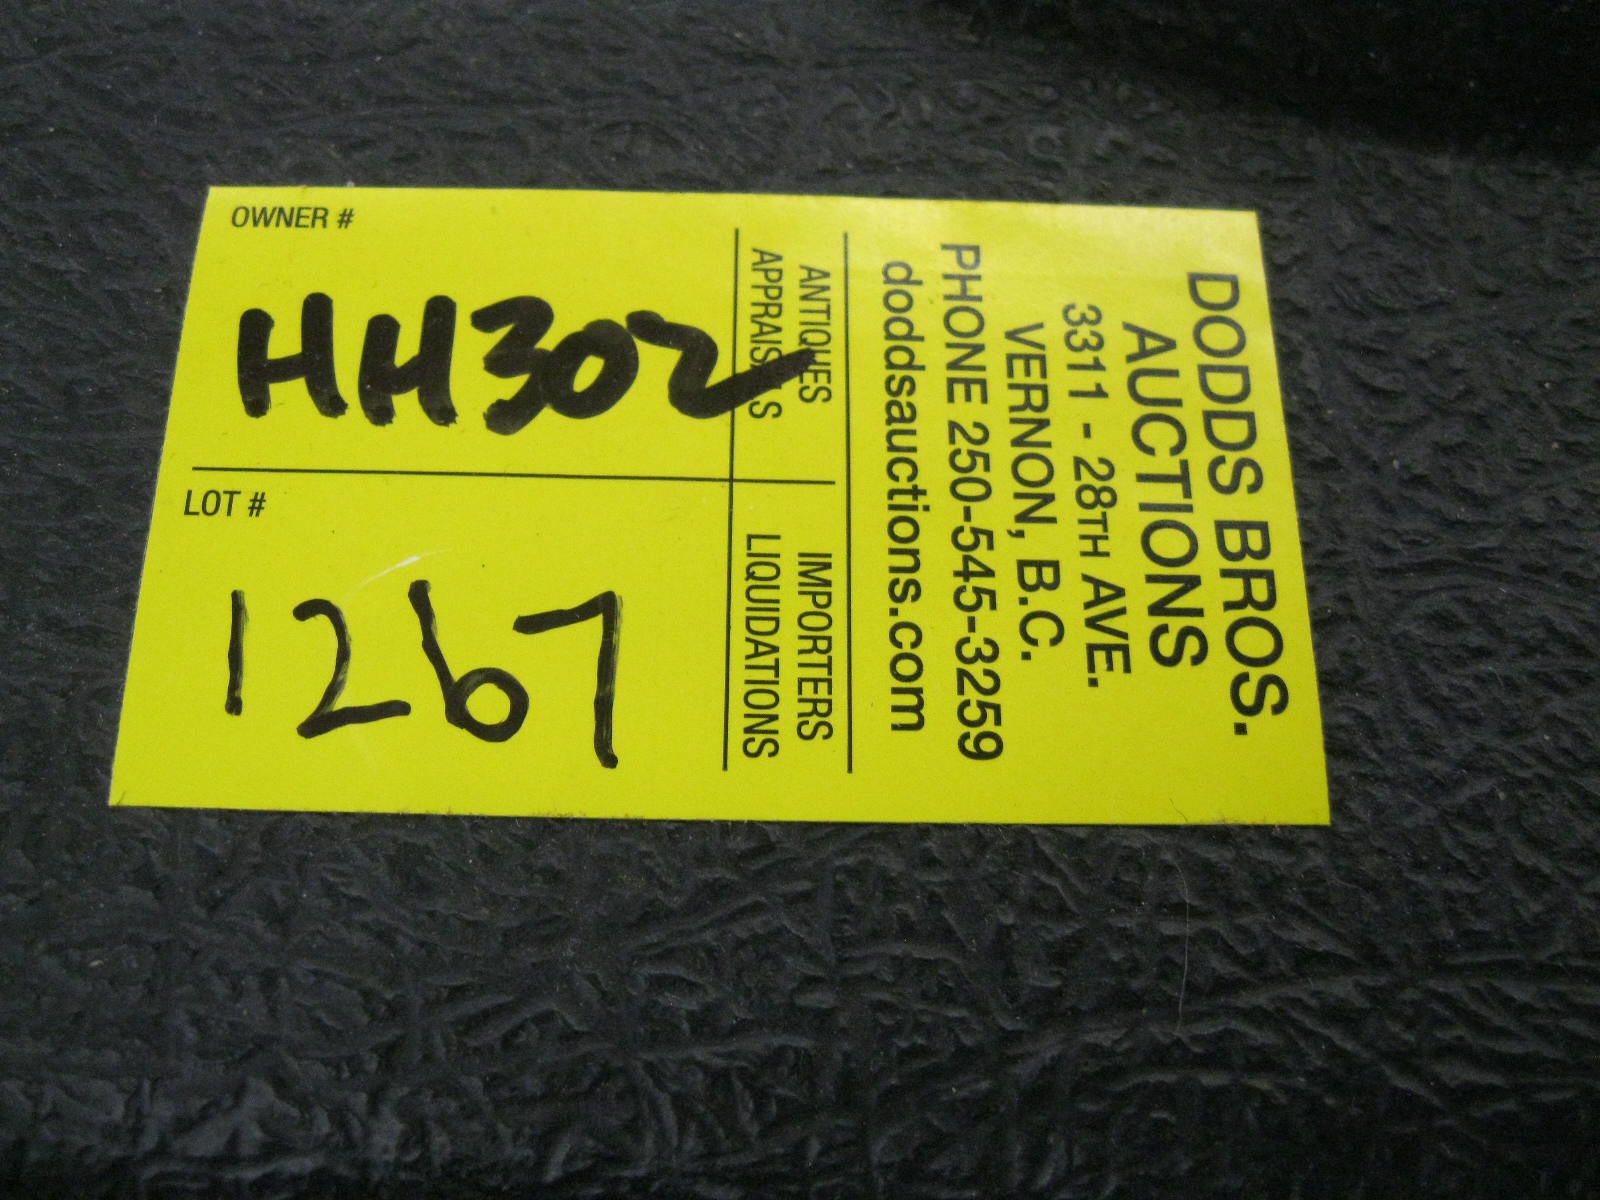 DODDS BROS.
AUCTIONS
3311 - 28TH AVE.
VERNON, B.C.
PHONE 250-545-3259
doddsauctions.com
ANTIQUES IMPORTERS
APPRAISALS LIQUIDATIONS
OWNER #
HH302
LOT #
1267